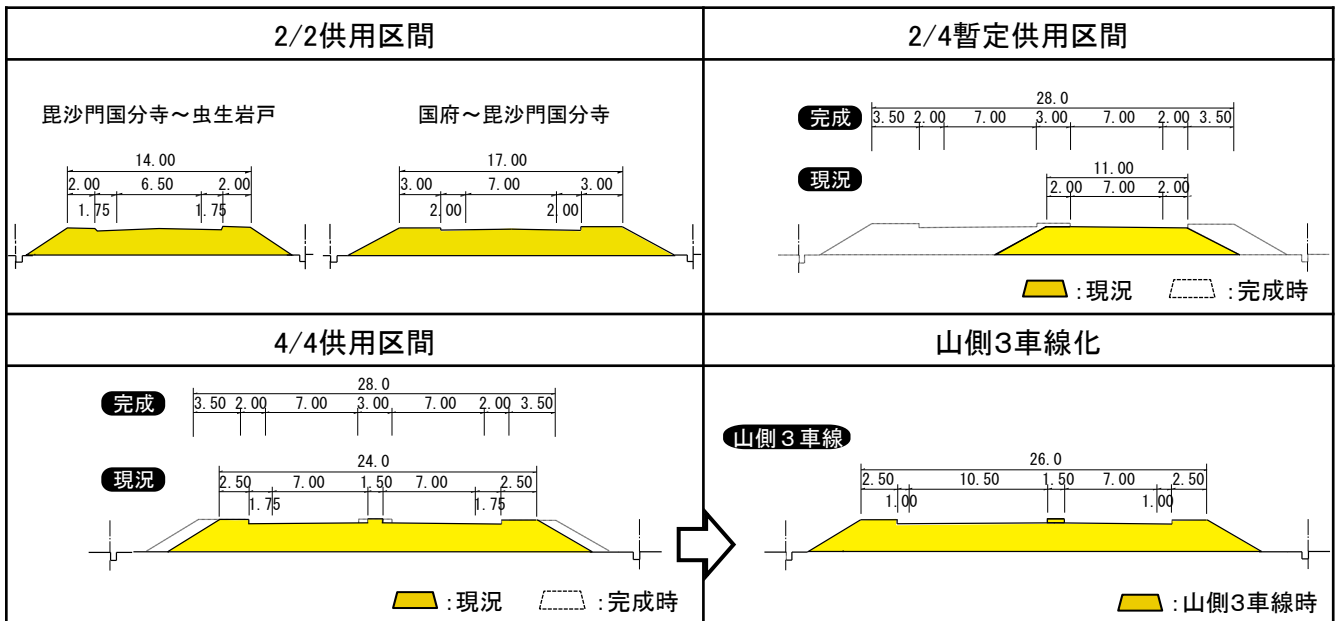 2/2供用区間
毘沙門国分寺～虫生岩戸
国府～毘沙門国分寺
14.00
2.00 6.50 2.00
1.75 1.75
17.00
3.00 7.00 3.00
2.00 2.00
2/4暫定供用区間
完成
28.0
3.50 2.00 7.00 3.00 7.00 2.00 3.50
現況
11.00
2.00 7.00 2.00
:現況 :完成時
4/4供用区間
完成
28.0
3.50 2.00 7.00 3.00 7.00 2.00 3.50
現況
24.0
2.50 7.00 1.50 7.00 2.50
1.75 1.75
:現況 :完成時
山側3車線化
山側3車線
26.0
2.50 10.50 1.50 7.00 2.50
1.00 1.00
:山側3車線時